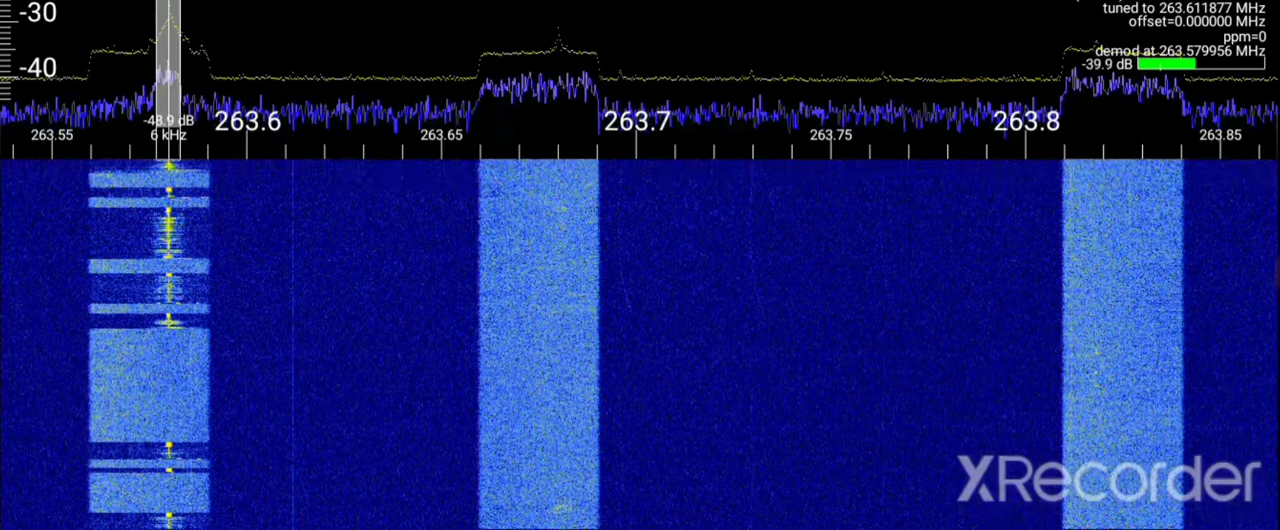 -30
-40
tuned to 263.611877 MHz
offset=0.000000 MHz
ppm=0
demod at 263.579956 MHz
-39.9 dB
-48.9 dB
6 kHz
263.55
263.6
263.65
263.7
263.75
263.8
263.85
XRecorder